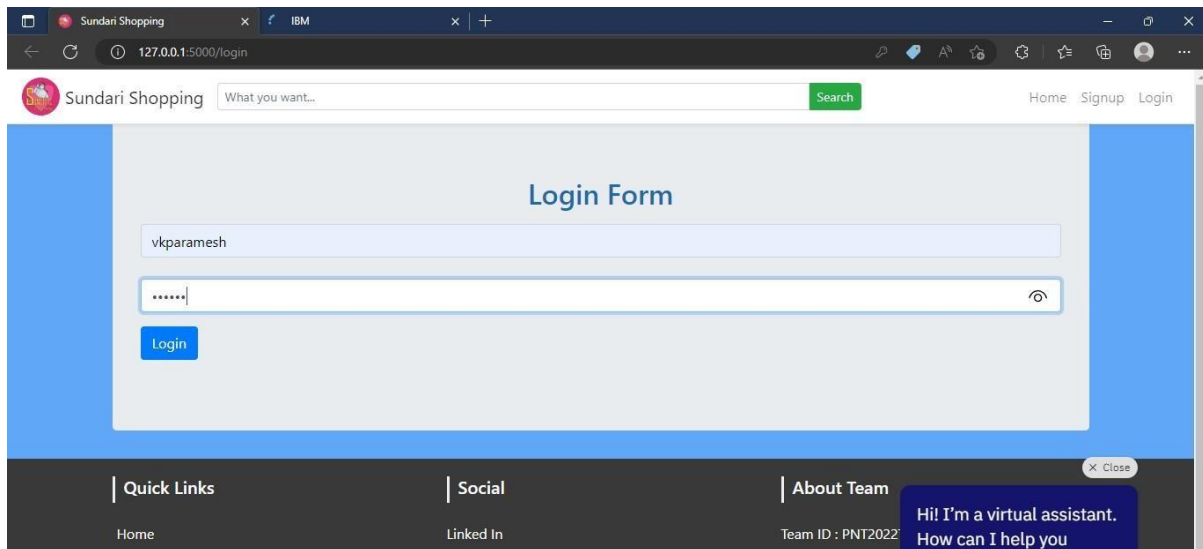 Sundari Shopping
IBM
127.0.0.1:5000/login
Sundari Shopping
What you want...
Search
Home
Signup
Login
Login Form
vkparamesh
••••••
Login
Quick Links
Social
About Team
Home
Linked In
Team ID : PNT2022
Close
Hi! I'm a virtual assistant.
How can I help you